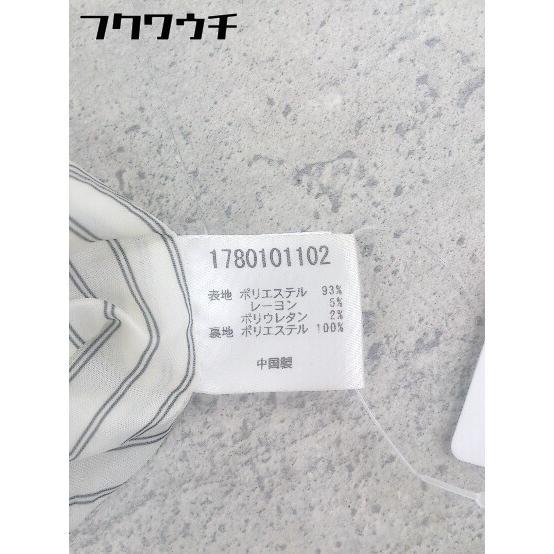 フクワウチ
1780101102
表地 ポリエステル 93%
レーヨン 5%
ポリウレタン 2%
裏地 ポリエステル 100%
中国製